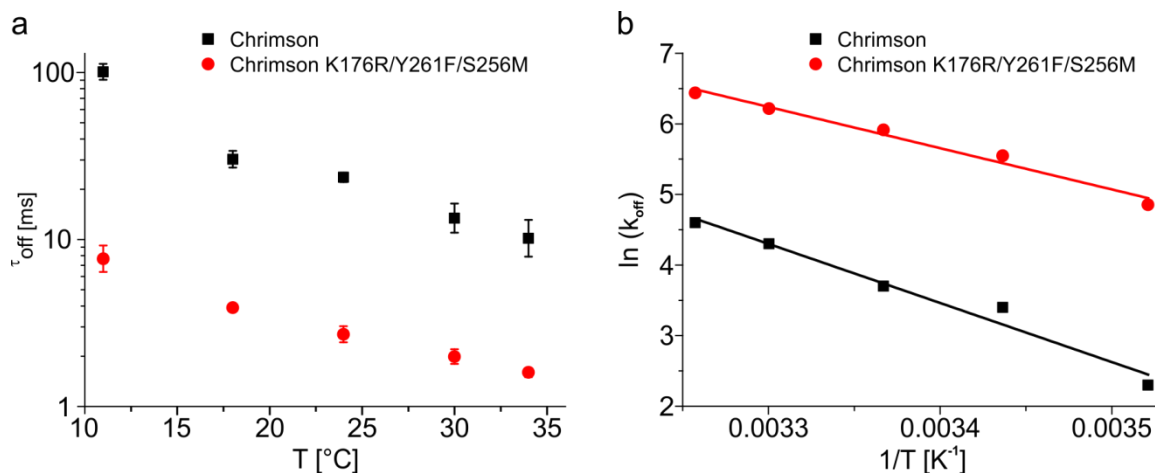 a
Chrimson
Chrimson K176R/Y261F/S256M
100
10
1
τoff [ms]
10 15 20 25 30 35
T [°C]
b
Chrimson
Chrimson K176R/Y261F/S256M
7
6
5
4
3
2
ln (koff)
0.0033 0.0034 0.0035
1/T [K-1]